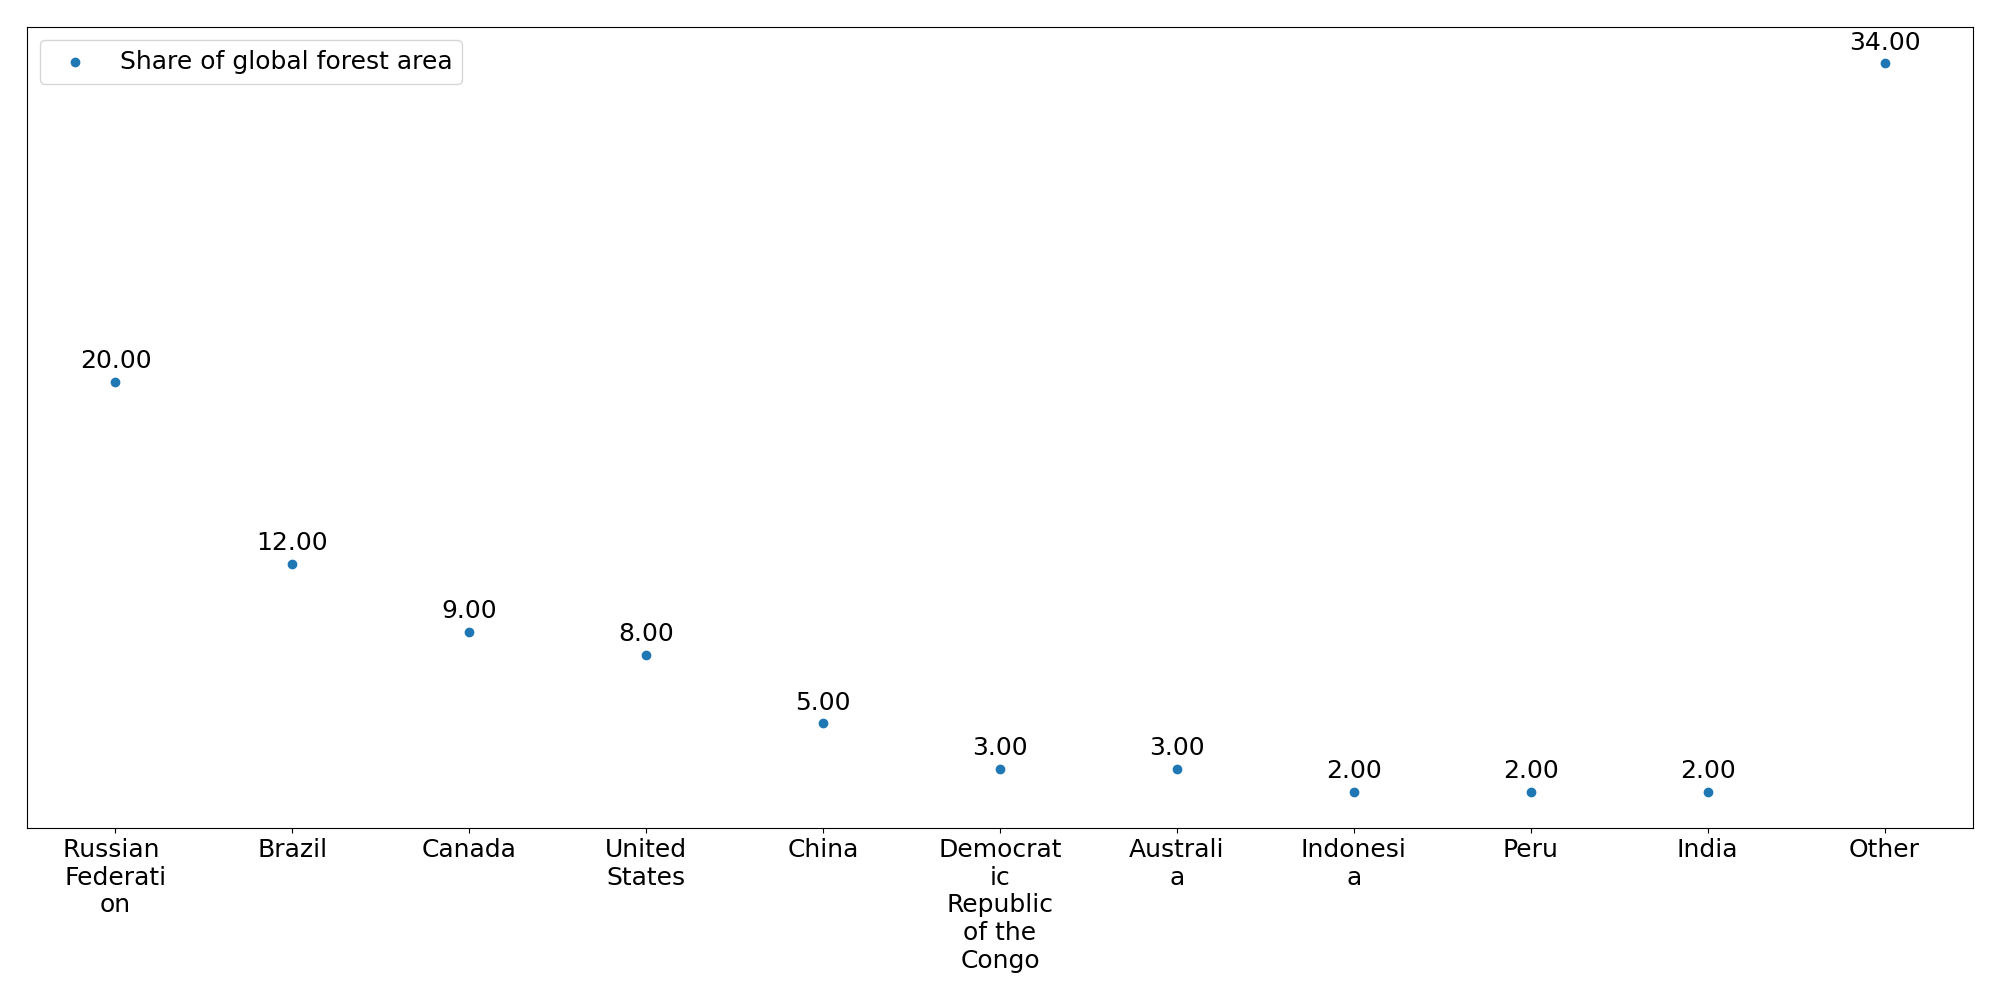 Share of global forest area
34.00
20.00
12.00
9.00
8.00
5.00
3.00
3.00
2.00
2.00
2.00
Russian
Federati
on
Brazil
Canada
United
States
China
Democrat
ic
Republic
of the
Congo
Australi
a
Indonesi
a
Peru
India
Other